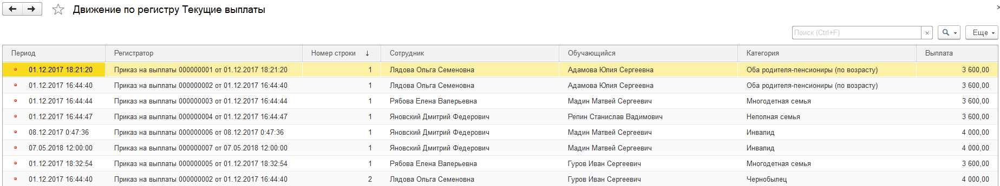 Движение по регистру Текущие выплаты
Поиск (Ctrl+F) × Еще
Период Регистратор Номер строки ↓ Сотрудник Обучающийся Категория Выплата
01.12.2017 18:21:20 Приказ на выплаты 000000001 от 01.12.2017 18:21:20 1 Лядова Ольга Семеновна Адамова Юлия Сергеевна Оба родителя-пенсиониры (по возрасту) 3 600,00
01.12.2017 16:44:40 Приказ на выплаты 000000002 от 01.12.2017 16:44:40 1 Лядова Ольга Семеновна Адамова Юлия Сергеевна Оба родителя-пенсиониры (по возрасту) 3 600,00
01.12.2017 16:44:44 Приказ на выплаты 000000003 от 01.12.2017 16:44:44 1 Рябова Елена Валерьевна Мадин Матвей Сергеевич Многодетная семья 3 600,00
01.12.2017 16:44:47 Приказ на выплаты 000000004 от 01.12.2017 16:44:47 1 Яновский Дмитрий Федерович Репин Станислав Вадимович Неполная семья 3 600,00
08.12.2017 0:47:36 Приказ на выплаты 000000006 от 08.12.2017 0:47:36 1 Яновский Дмитрий Федерович Мадин Матвей Сергеевич Инвалид 4 000,00
07.05.2018 12:00:00 Приказ на выплаты 000000007 от 07.05.2018 12:00:00 1 Яновский Дмитрий Федерович Мадин Матвей Сергеевич Инвалид 4 000,00
01.12.2017 18:32:54 Приказ на выплаты 000000005 от 01.12.2017 18:32:54 1 Рябова Елена Валерьевна Гуров Иван Сергеевич Многодетная семья 3 600,00
01.12.2017 16:44:40 Приказ на выплаты 000000002 от 01.12.2017 16:44:40 2 Лядова Ольга Семеновна Гуров Иван Сергеевич Чернобылец 4 000,00